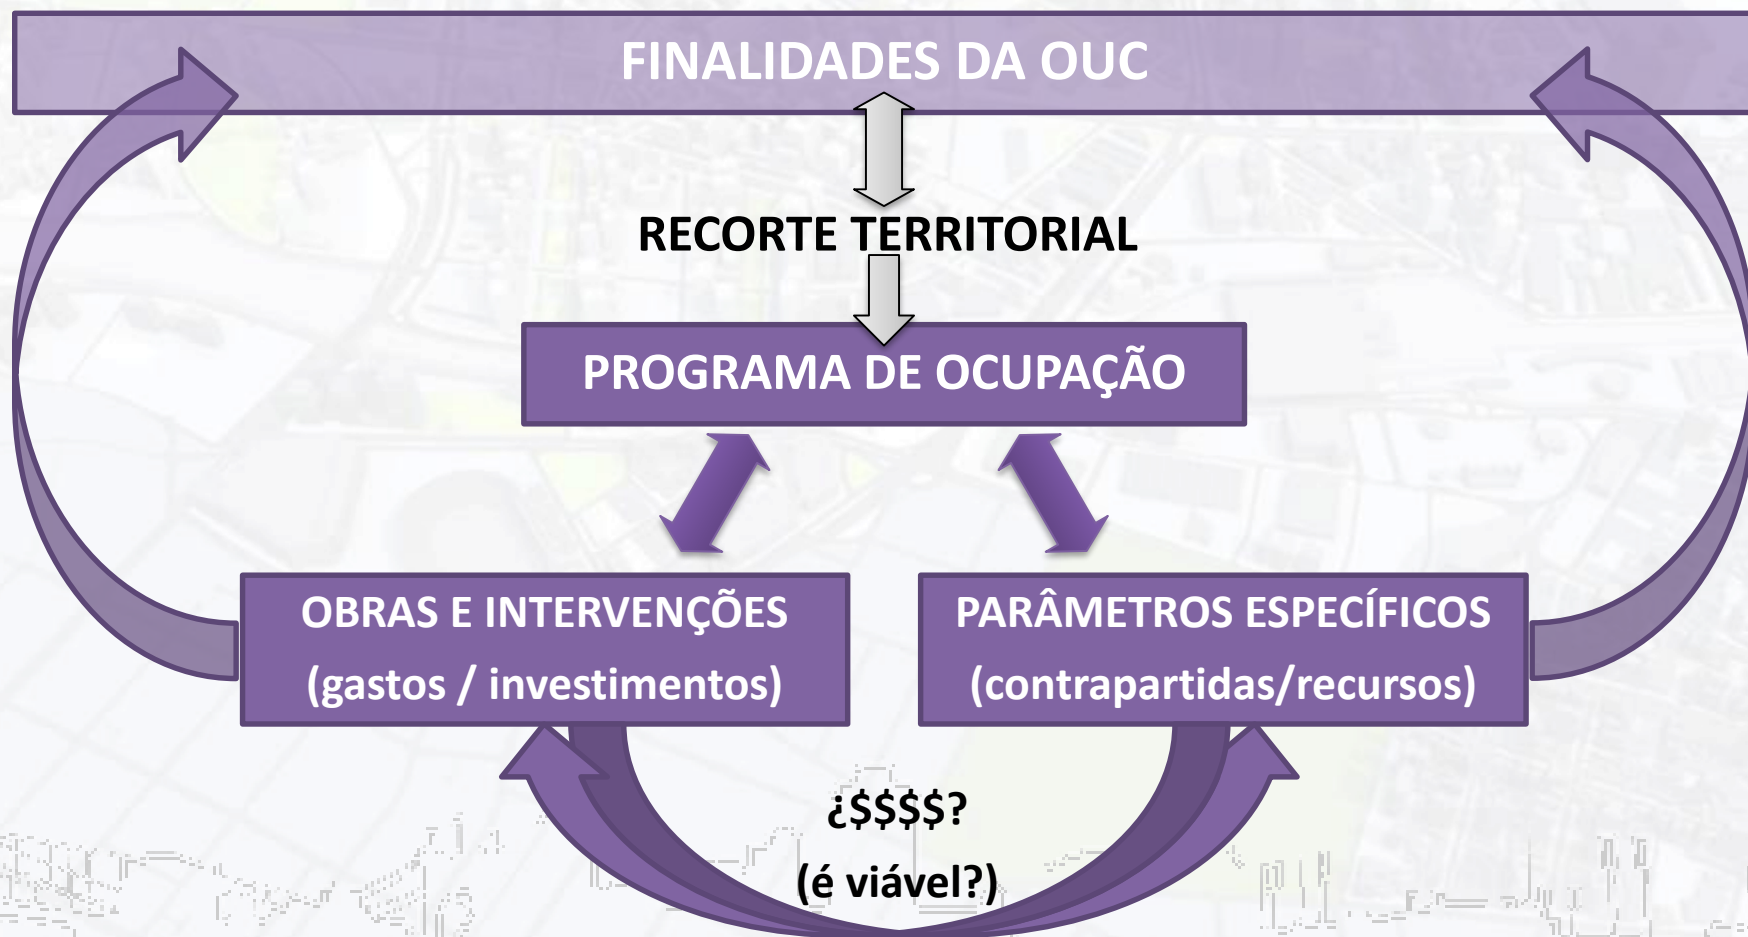 FINALIDADES DA OUC
RECORTE TERRITORIAL
PROGRAMA DE OCUPAÇÃO
OBRAS E INTERVENÇÕES
(gastos / investimentos)
PARÂMETROS ESPECÍFICOS
(contrapartidas/recursos)
¿$$$$?
(é viável?)